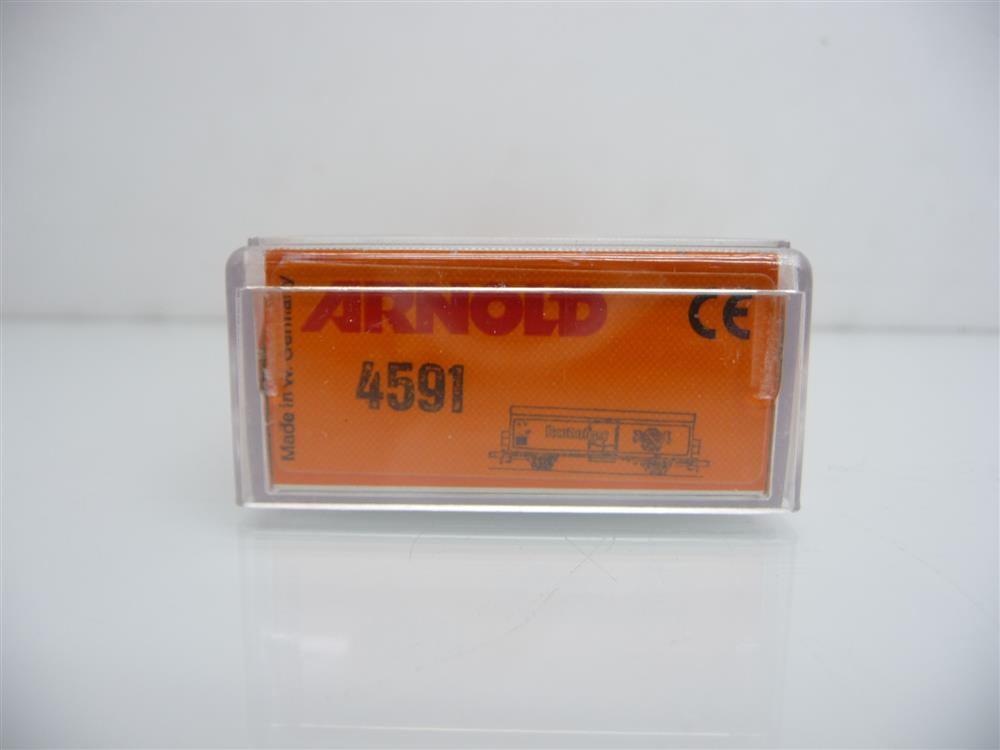 ARNOLD
CE
4591
Made in W. Germany